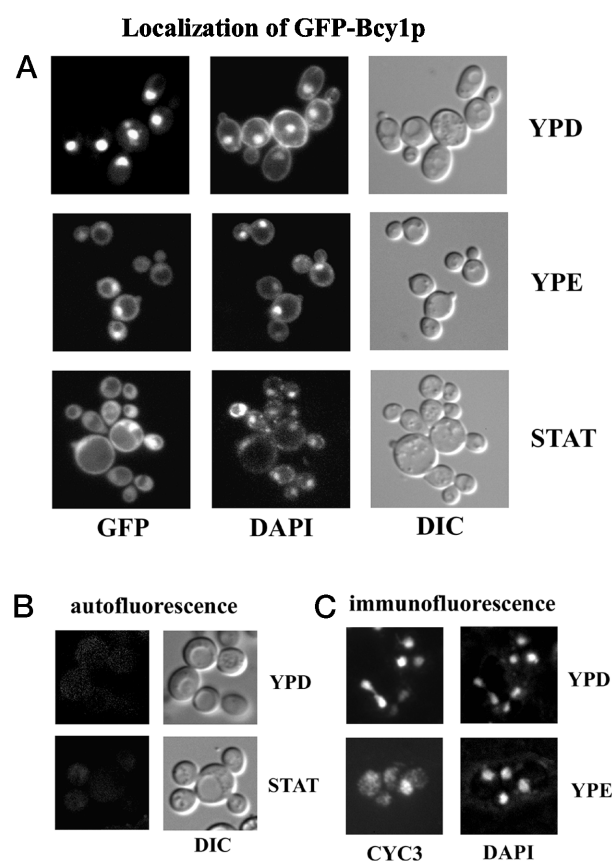 Localization of GFP-Bcy1p
A
YPD
YPE
STAT
GFP DAPI DIC
B autofluorescence
YPD
STAT
DIC
C immunofluorescence
YPD
YPE
CYC3 DAPI